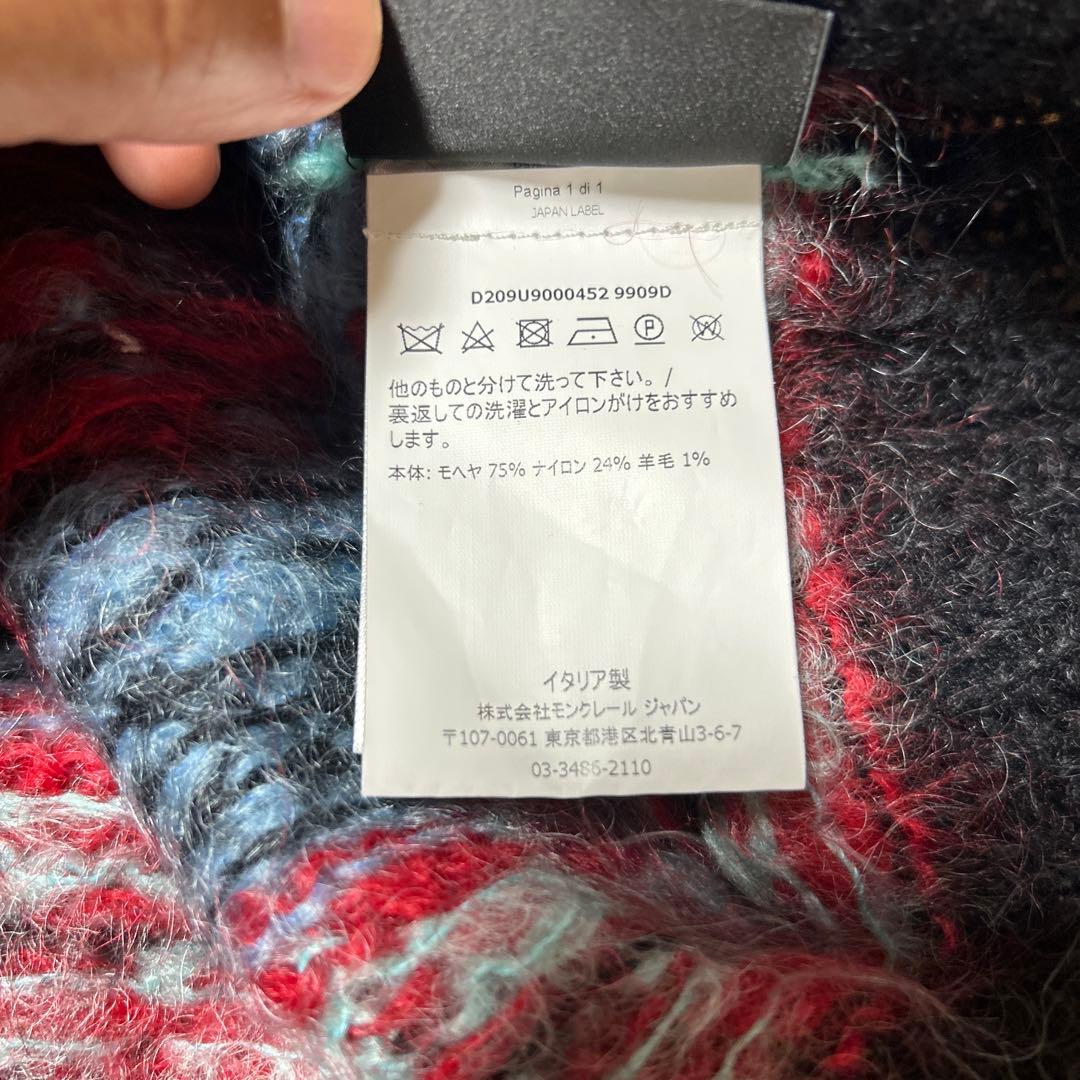 Pagina 1 di 1
JAPAN LABEL
D209U9000452 9909D
P W
他のものと分けて洗って下さい。/
裏返しての洗濯とアイロンがけをおすすめ
します。
本体: モヘヤ 75% ナイロン 24% 羊毛 1%
イタリア製
株式会社モンクレール ジャパン
〒107-0061 東京都港区北青山3-6-7
03-3486-2110